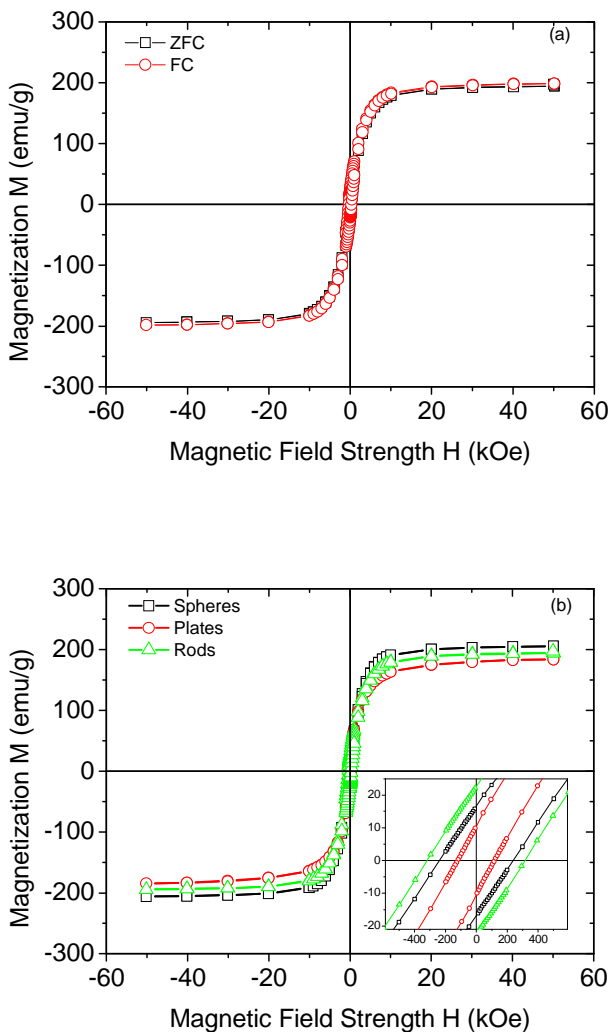 (a)
ZFC
FC
300
200
100
0
-100
-200
-300
Magnetization M (emu/g)
-60 -40 -20 0 20 40 60
Magnetic Field Strength H (kOe)
(b)
Spheres
Plates
Rods
300
200
100
0
-100
-200
-300
Magnetization M (emu/g)
20
10
0
-10
-20
-400 -200 0 200 400
-60 -40 -20 0 20 40 60
Magnetic Field Strength H (kOe)